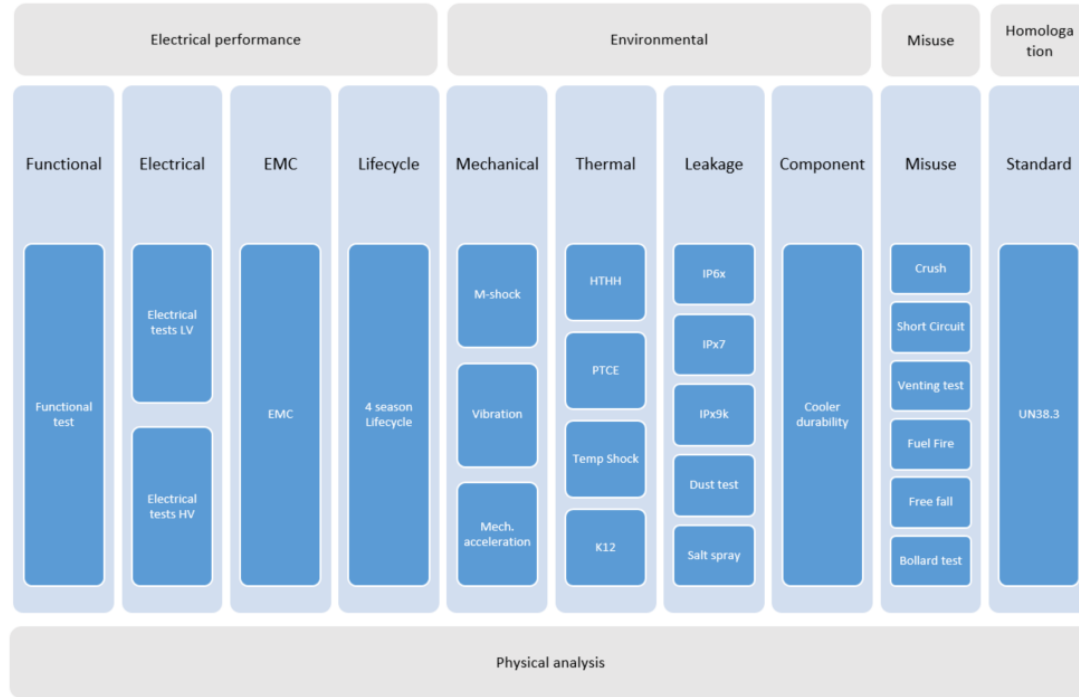 Electrical performance
Environmental
Misuse
Homologa
tion
Functional
Electrical
EMC
Lifecycle
Mechanical
Thermal
Leakage
Component
Misuse
Standard
Functional
test
Electrical
tests LV
Electrical
tests HV
EMC
4 season
Lifecycle
M-shock
Vibration
Mech.
acceleration
HTHH
PTCE
Temp Shock
K12
IP6x
IPx7
IPx9k
Dust test
Salt spray
Cooler
durability
Crush
Short Circuit
Venting test
Fuel Fire
Free fall
Bollard test
UN38.3
Physical analysis